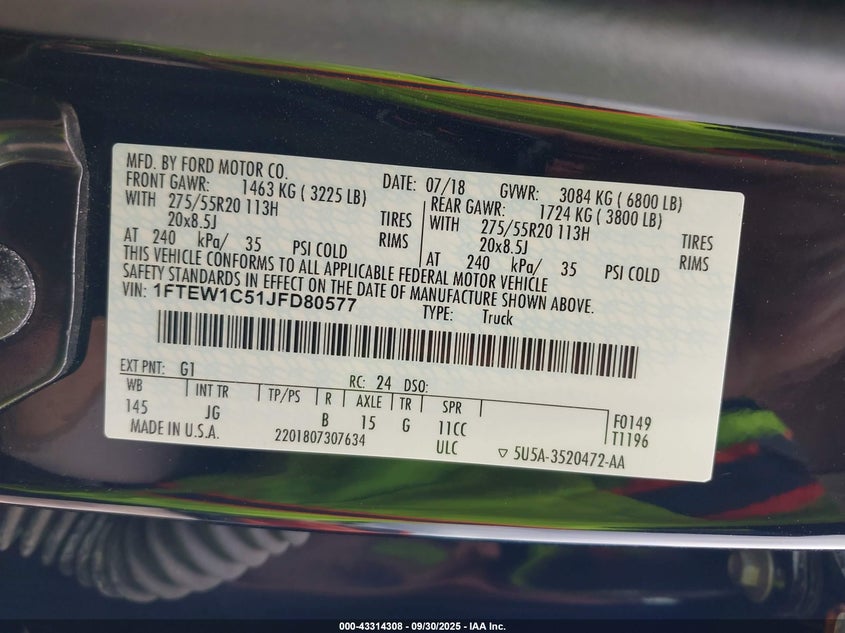 MFD. BY FORD MOTOR CO. DATE: 07/18 GVWR: 3084 KG ( 6800 LB)
FRONT GAWR: 1463 KG ( 3225 LB) REAR GAWR: 1724 KG ( 3800 LB)
WITH 275/55R20 113H TIRES WITH 275/55R20 113H TIRES
20x8.5J RIMS 20x8.5J RIMS
AT 240 kPa/ 35 PSI COLD AT 240 kPa/ 35 PSI COLD
THIS VEHICLE CONFORMS TO ALL APPLICABLE FEDERAL MOTOR VEHICLE
SAFETY STANDARDS IN EFFECT ON THE DATE OF MANUFACTURE SHOWN ABOVE.
VIN: 1FTEW1C51JFD80577 TYPE: Truck
EXT PNT: G1 RC: 24 DSO:
WB INT TR TP/PS R AXLE TR SPR
145 JG B 15 G 11CC F0149
MADE IN U.S.A. 2201807307634 ULC T1196
▽ 5U5A-3520472-AA
000-43314308 - 09/30/2025 - IAA Inc.